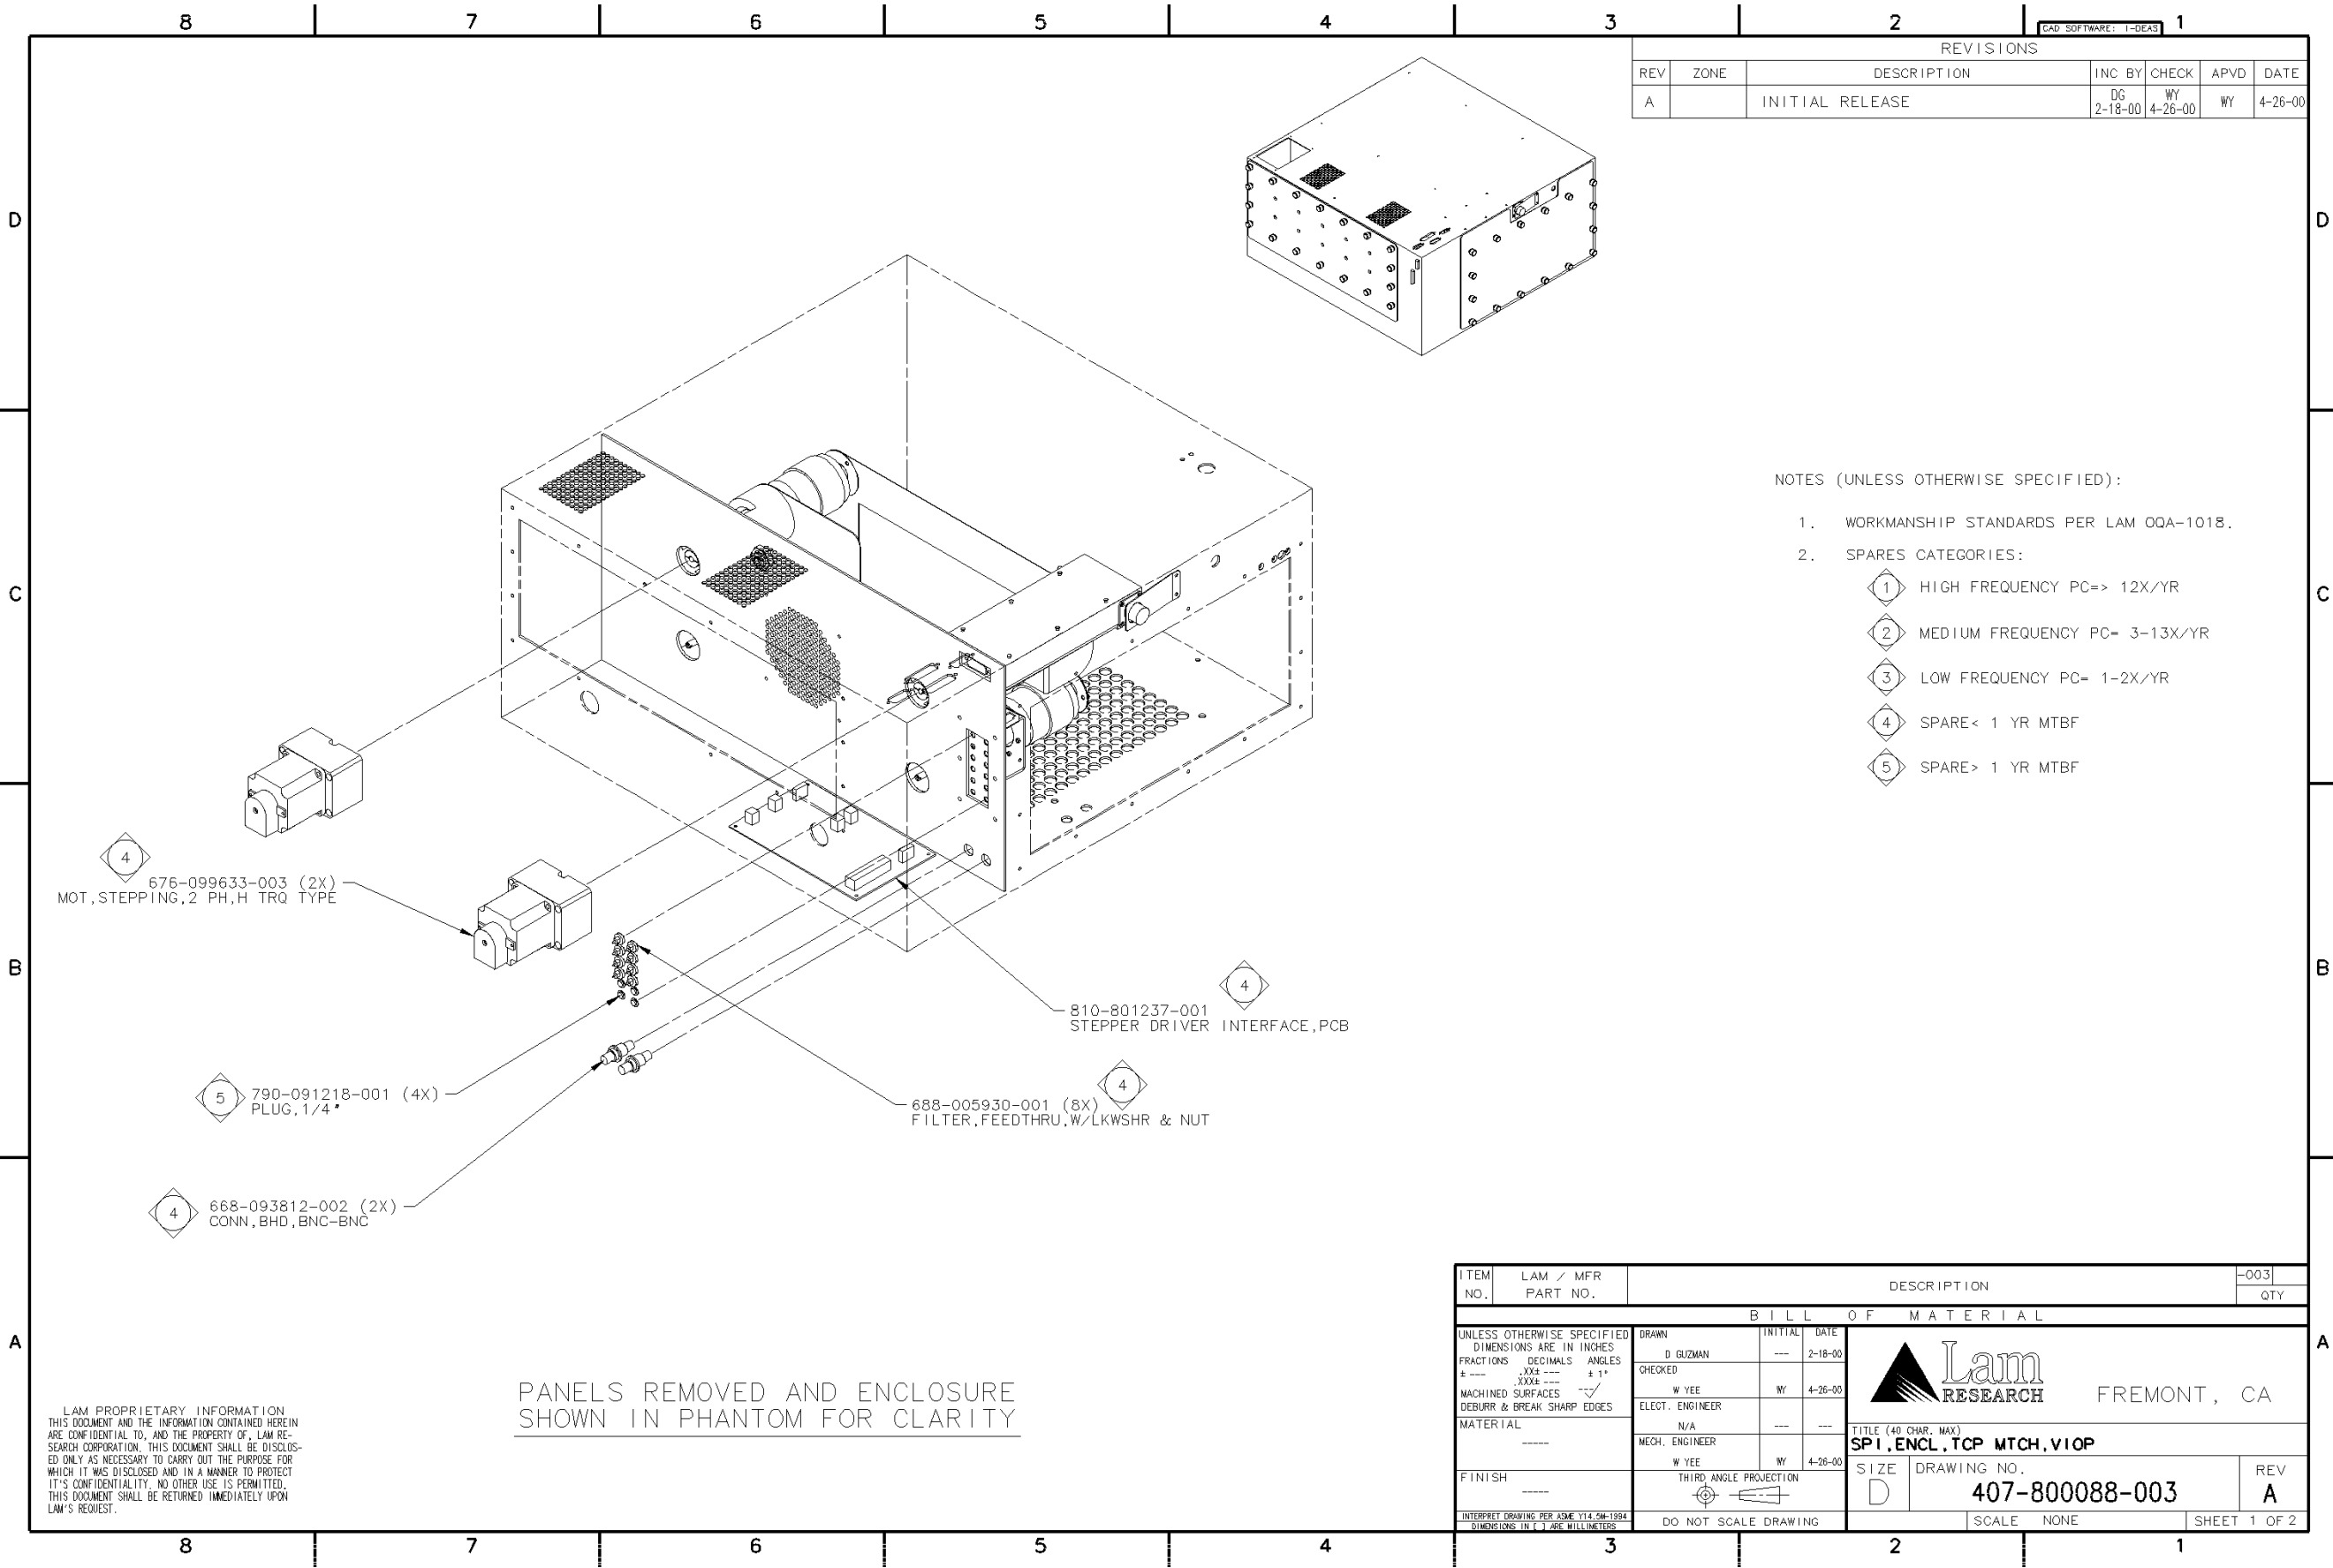 8 7 6 5 4 3 2 1
CAD SOFTWARE: I-DEAS
REVISIONS
REV ZONE DESCRIPTION INC BY CHECK APVD DATE
A INITIAL RELEASE DG 2-18-00 WY 4-26-00 WY 4-26-00
D D
C C
B B
A A
NOTES (UNLESS OTHERWISE SPECIFIED):
1. WORKMANSHIP STANDARDS PER LAM OQA-1018.
2. SPARES CATEGORIES:
1 HIGH FREQUENCY PC=> 12X/YR
2 MEDIUM FREQUENCY PC= 3-13X/YR
3 LOW FREQUENCY PC= 1-2X/YR
4 SPARE< 1 YR MTBF
5 SPARE> 1 YR MTBF
4
676-099633-003 (2X)
MOT,STEPPING,2 PH,H TRQ TYPE
4
810-801237-001
STEPPER DRIVER INTERFACE,PCB
5 790-091218-001 (4X)
PLUG,1/4"
4
688-005930-001 (8X)
FILTER,FEEDTHRU,W/LKWSHR & NUT
4 668-093812-002 (2X)
CONN,BHD,BNC-BNC
PANELS REMOVED AND ENCLOSURE
SHOWN IN PHANTOM FOR CLARITY
LAM PROPRIETARY INFORMATION
THIS DOCUMENT AND THE INFORMATION CONTAINED HEREIN
ARE CONFIDENTIAL TO, AND THE PROPERTY OF, LAM RE-
SEARCH CORPORATION. THIS DOCUMENT SHALL BE DISCLOS-
ED ONLY AS NECESSARY TO CARRY OUT THE PURPOSE FOR
WHICH IT WAS DISCLOSED AND IN A MANNER TO PROTECT
IT'S CONFIDENTIALITY. NO OTHER USE IS PERMITTED.
THIS DOCUMENT SHALL BE RETURNED IMMEDIATELY UPON
LAM'S REQUEST.
ITEM NO. LAM / MFR PART NO. DESCRIPTION -003 QTY
BILL OF MATERIAL
UNLESS OTHERWISE SPECIFIED
DIMENSIONS ARE IN INCHES
FRACTIONS DECIMALS ANGLES
± --- .XX± --- ± 1°
.XXX± ---
MACHINED SURFACES ---
DEBURR & BREAK SHARP EDGES
MATERIAL
-----
FINISH
-----
INTERPRET DRAWING PER ASME Y14.5M-1994
DIMENSIONS IN [ ] ARE MILLIMETERS
DRAWN INITIAL DATE
D GUZMAN --- 2-18-00
CHECKED
W YEE WY 4-26-00
ELECT. ENGINEER
N/A --- ---
MECH. ENGINEER
W YEE WY 4-26-00
THIRD ANGLE PROJECTION
DO NOT SCALE DRAWING
Lam
RESEARCH
FREMONT, CA
TITLE (40 CHAR. MAX)
SPI,ENCL,TCP MTCH,VIOP
SIZE DRAWING NO. REV
D 407-800088-003 A
SCALE NONE SHEET 1 OF 2
8 7 6 5 4 3 2 1